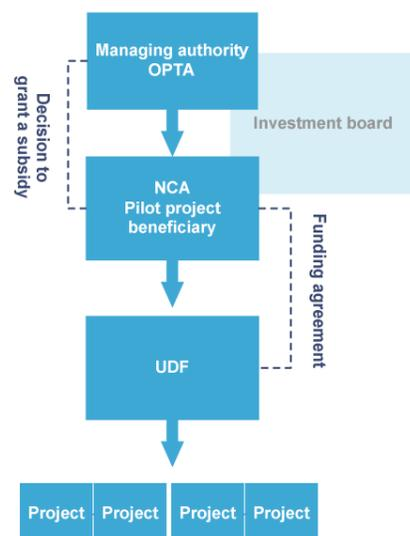 Managing authority
OPTA
Investment board
Decision to
grant a subsidy
NCA
Pilot project
beneficiary
Funding agreement
UDF
Project
Project
Project
Project